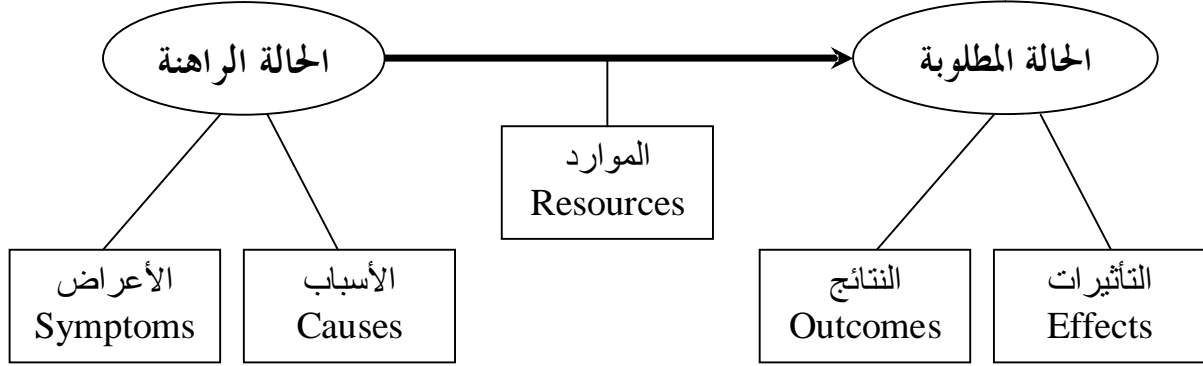 الحالة الراهنة
الحالة المطلوبة
الموارد
Resources
الأعراض
Symptoms
الأسباب
Causes
النتائج
Outcomes
التأثيرات
Effects